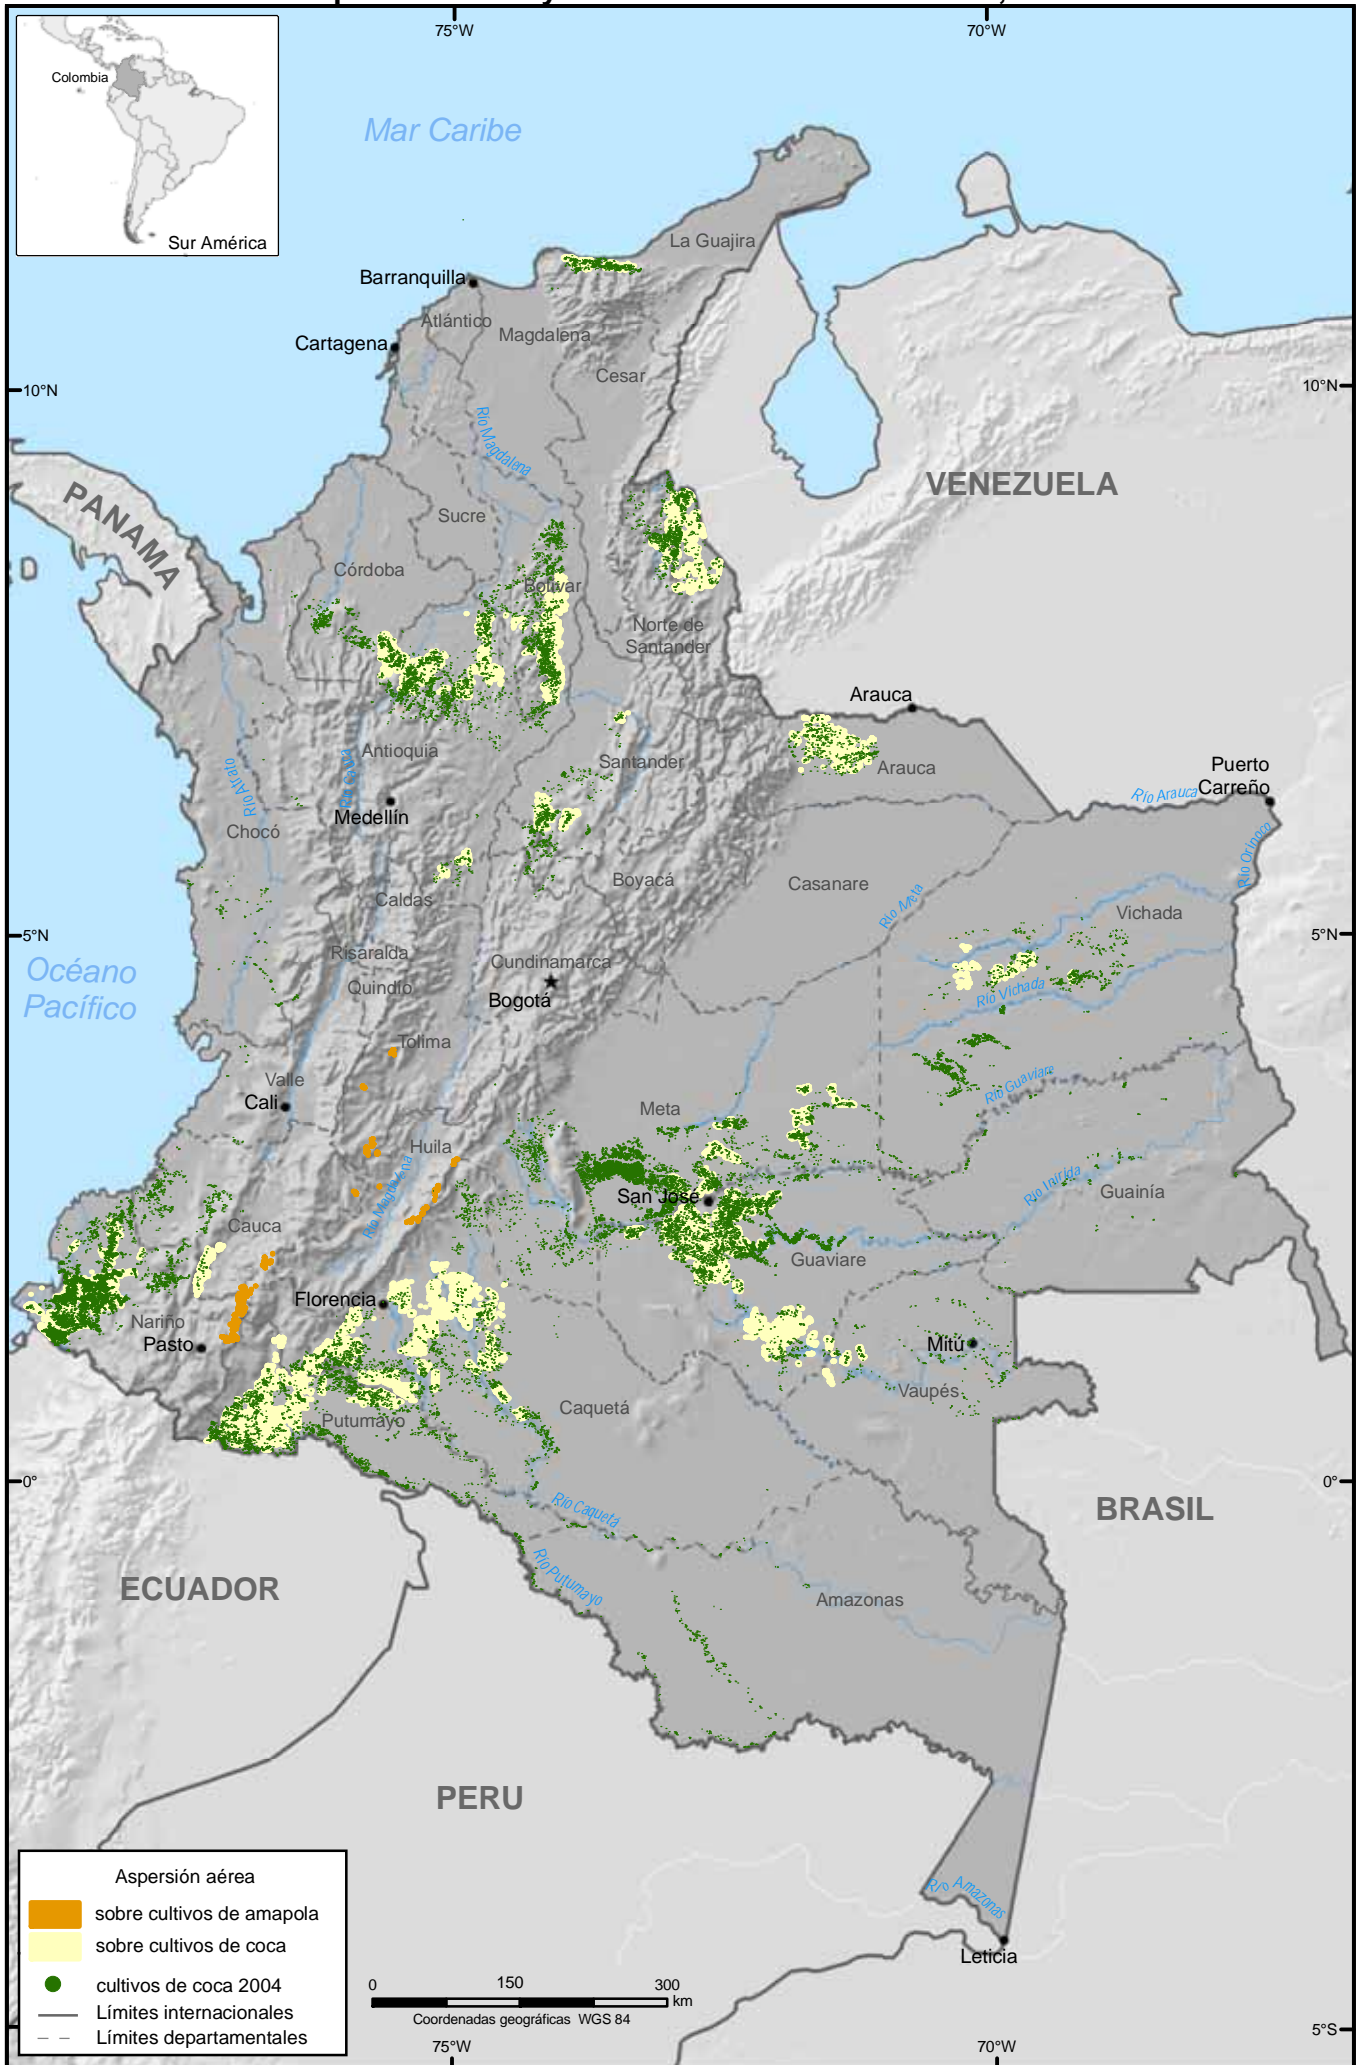 75°W
70°W
Colombia
Sur América
Mar Caribe
La Guajira
Barranquilla
Atlántico
Magdalena
Cartagena
Cesar
10°N
10°N
Río Magdalena
VENEZUELA
PANAMA
Sucre
Córdoba
Bolívar
Norte de
Santander
Arauca
Antioquia
Santander
Arauca
Puerto
Carreño
Río Arauca
Río Atrato
Río Cauca
Medellín
Chocó
Río Orinoco
Boyacá
Casanare
Caldas
Río Meta
Vichada
5°N
5°N
Risaralda
Cundinamarca
Océano
Pacífico
Quindío
Bogotá
Río Vichada
Tolima
Valle
Cali
Río Guaviare
Meta
Huila
Río Magdalena
San José
Río Inírida
Guainía
Cauca
Guaviare
Florencia
Nariño
Pasto
Mitú
Vaupés
Putumayo
Caquetá
0°
0°
Río Caquetá
BRASIL
Río Putumayo
ECUADOR
Amazonas
PERU
Río Amazonas
Leticia
Aspersión aérea
sobre cultivos de amapola
sobre cultivos de coca
cultivos de coca 2004
Límites internacionales
Límites departamentales
0 150 300
km
Coordenadas geográficas WGS 84
5°S
75°W
70°W